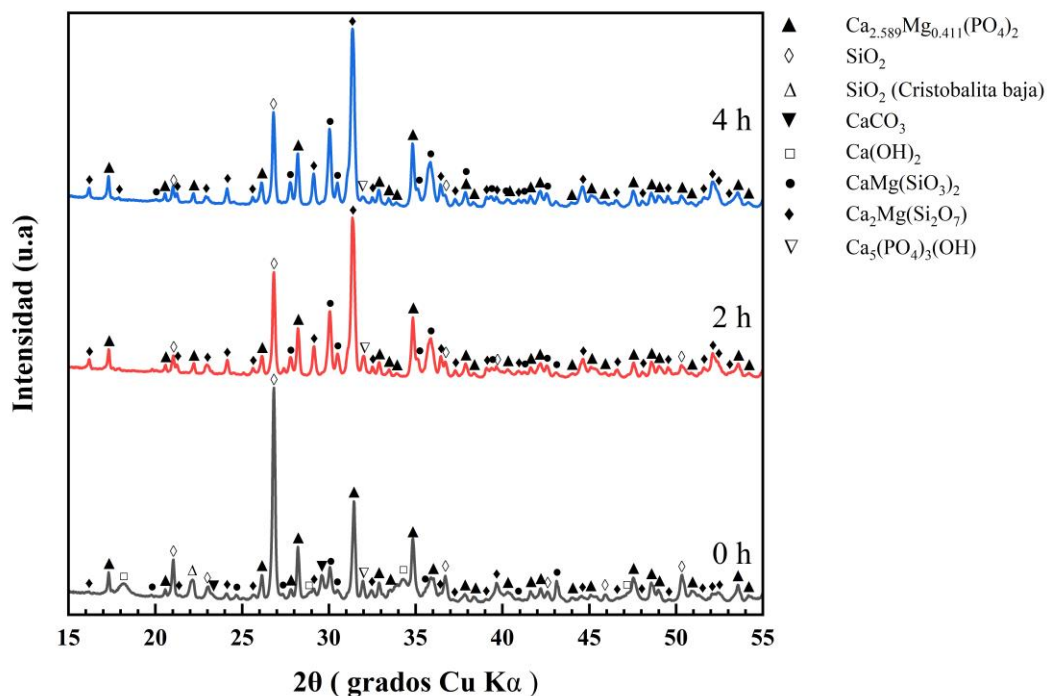 Intensidad (u.a)
4 h
2 h
0 h
15 20 25 30 35 40 45 50 55
2θ ( grados Cu Kα )
Ca2.589Mg0.411(PO4)2
SiO2
SiO2 (Cristobalita baja)
CaCO3
Ca(OH)2
CaMg(SiO3)2
Ca2Mg(Si2O7)
Ca5(PO4)3(OH)